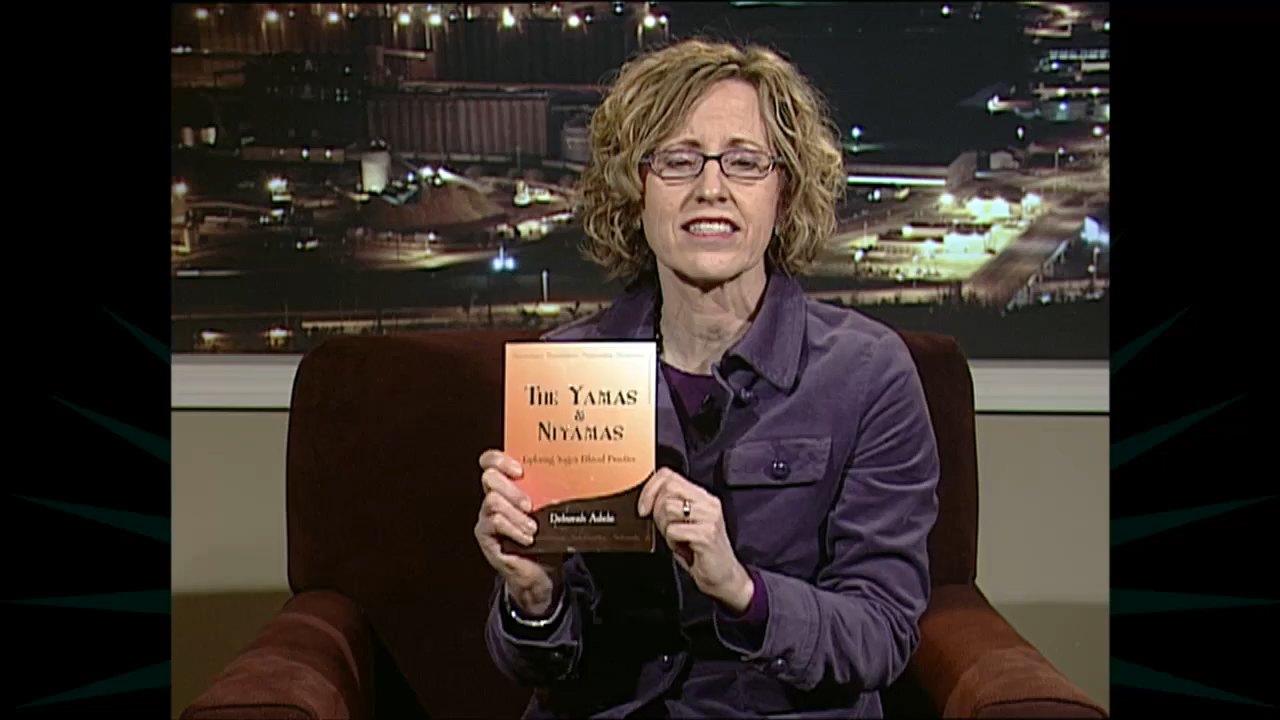 THE YAMAS
&
NIYAMAS
Exploring Yoga's Ethical Practice
Deborah Adele